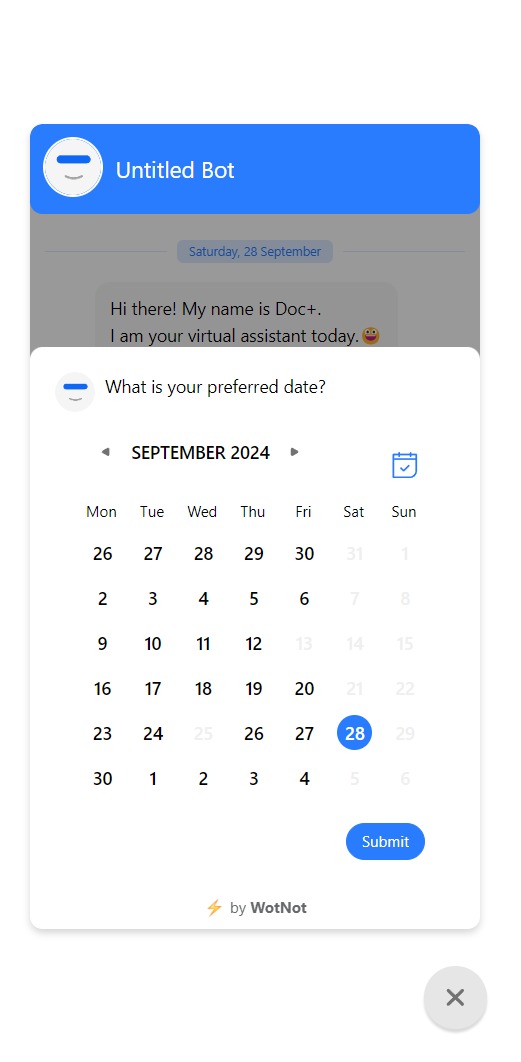 Untitled Bot
Saturday, 28 September
Hi there! My name is Doc+.
I am your virtual assistant today.😀
What is your preferred date?
SEPTEMBER 2024
Mon Tue Wed Thu Fri Sat Sun
26 27 28 29 30 31 1
2 3 4 5 6 7 8
9 10 11 12 13 14 15
16 17 18 19 20 21 22
23 24 25 26 27 28 29
30 1 2 3 4 5 6
Submit
⚡ by WotNot